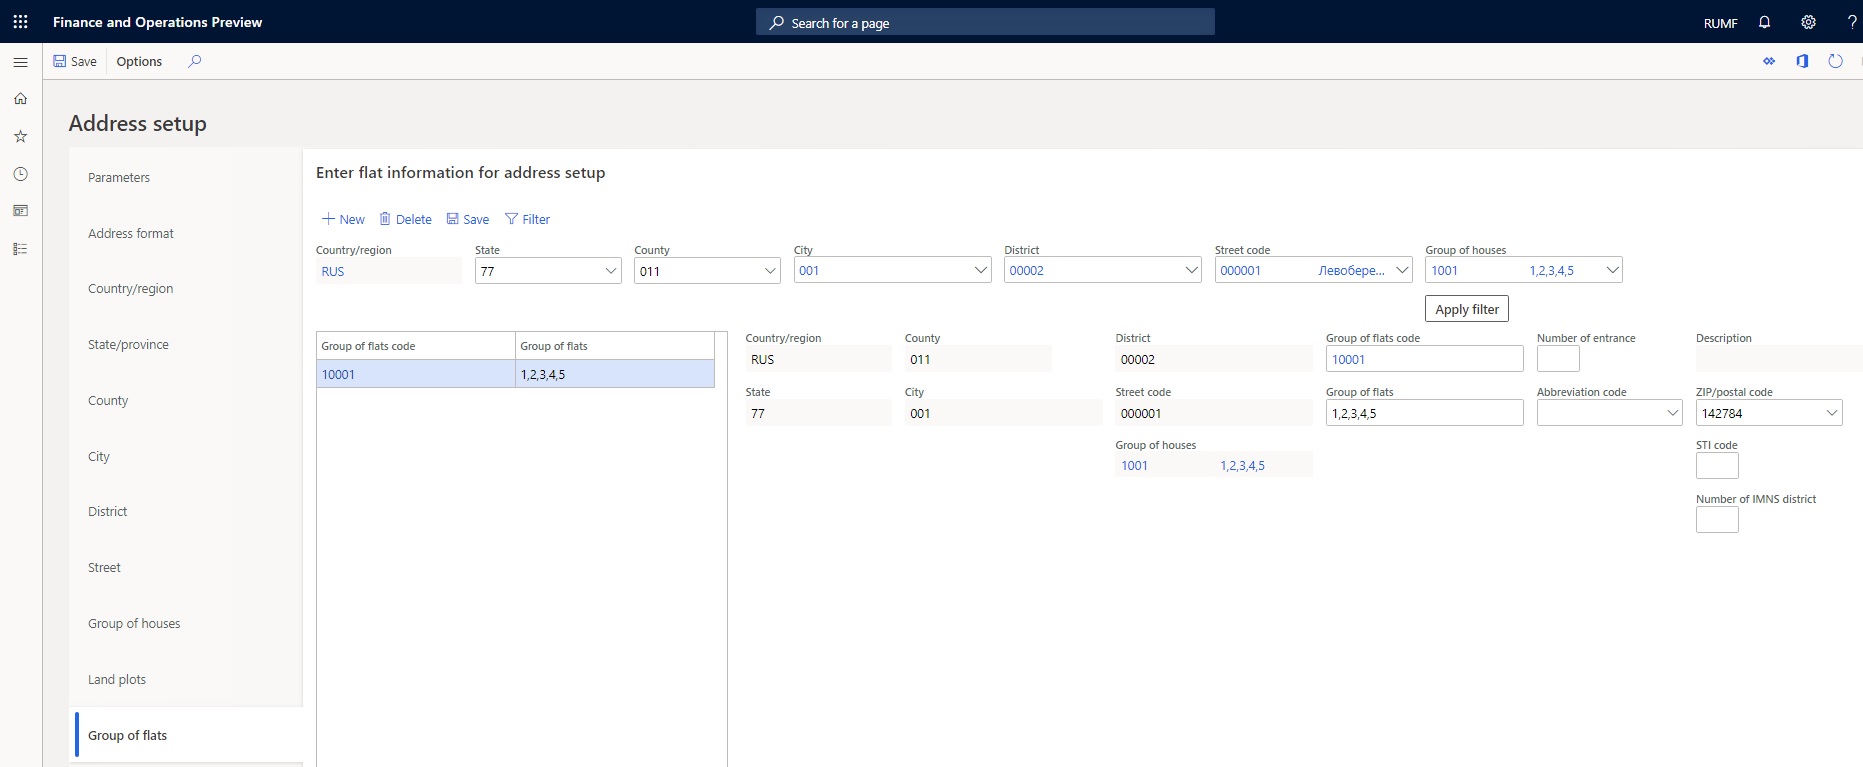 Finance and Operations Preview
Search for a page
RUMF
?
Save Options
Address setup
Parameters
Address format
Country/region
State/province
County
City
District
Street
Group of houses
Land plots
Group of flats
Enter flat information for address setup
New Delete Save Filter
Country/region State County City District Street code Group of houses
RUS 77 011 001 00002 000001 Левобере... 1001 1,2,3,4,5
Apply filter
Group of flats code Group of flats
10001 1,2,3,4,5
Country/region County District Group of flats code Number of entrance Description
RUS 011 00002 10001
State City Street code Group of flats Abbreviation code ZIP/postal code
77 001 000001 1,2,3,4,5 142784
Group of houses STI code
1001 1,2,3,4,5
Number of IMNS district